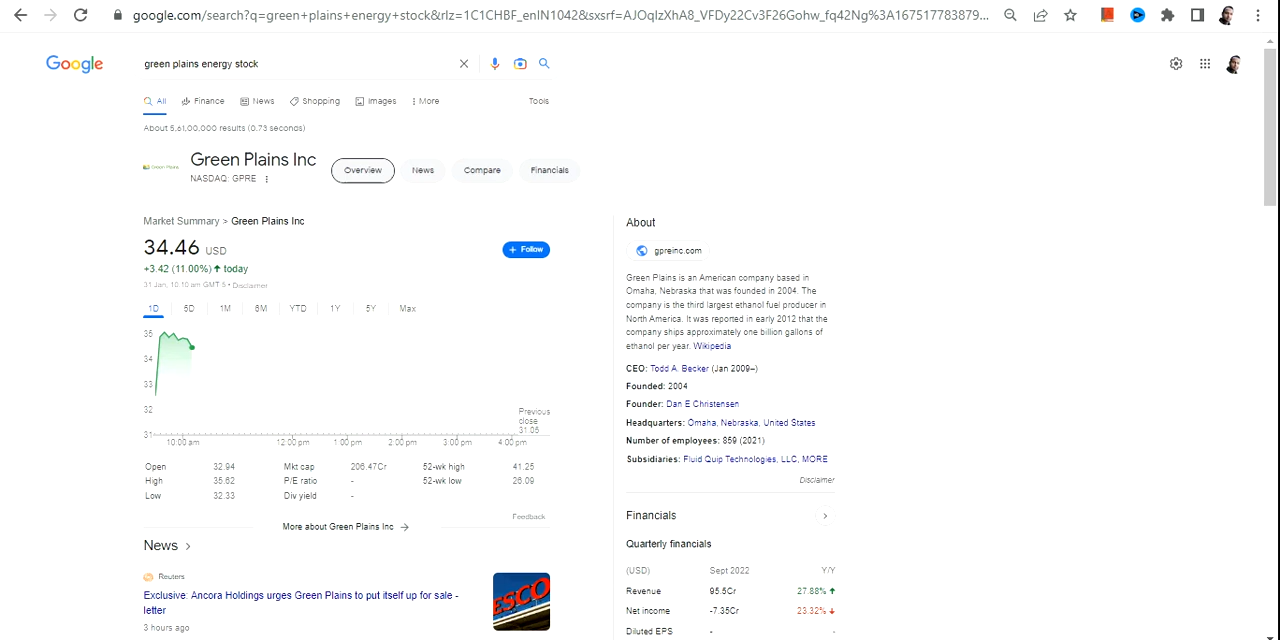 google.com/search?q=green+plains+energy+stock&rlz=1C1CHBF_enIN1042&sxsrf=AJOqlzXhA8_VFDy22Cv3F26Gohw_fq42Ng%3A167517783879...
Google
green plains energy stock
All
Finance
News
Shopping
Images
More
Tools
About 5,61,00,000 results (0.73 seconds)
Green Plains Inc
NASDAQ: GPRE
Overview
News
Compare
Financials
Market Summary > Green Plains Inc
34.46 USD
+ Follow
+3.42 (11.00%) ↑ today
31 Jan, 10:10 am GMT-5 • Disclaimer
1D 5D 1M 6M YTD 1Y 5Y Max
35
34
33
32
31
Previous
close
31.05
10:00 am 12:00 pm 1:00 pm 2:00 pm 3:00 pm 4:00 pm
Open 32.94 Mkt cap 206.47Cr 52-wk high 41.25
High 35.62 P/E ratio - 52-wk low 26.09
Low 32.33 Div yield -
Feedback
More about Green Plains Inc →
News >
Reuters
Exclusive: Ancora Holdings urges Green Plains to put itself up for sale -
letter
3 hours ago
ESCO
About
gpreinc.com
Green Plains is an American company based in
Omaha, Nebraska that was founded in 2004. The
company is the third largest ethanol fuel producer in
North America. It was reported in early 2012 that the
company ships approximately one billion gallons of
ethanol per year. Wikipedia
CEO: Todd A. Becker (Jan 2009–)
Founded: 2004
Founder: Dan E Christensen
Headquarters: Omaha, Nebraska, United States
Number of employees: 859 (2021)
Subsidiaries: Fluid Quip Technologies, LLC, MORE
Disclaimer
Financials
Quarterly financials
(USD) Sept 2022 Y/Y
Revenue 95.5Cr 27.88% ↑
Net income -7.35Cr 23.32% ↓
Diluted EPS - -